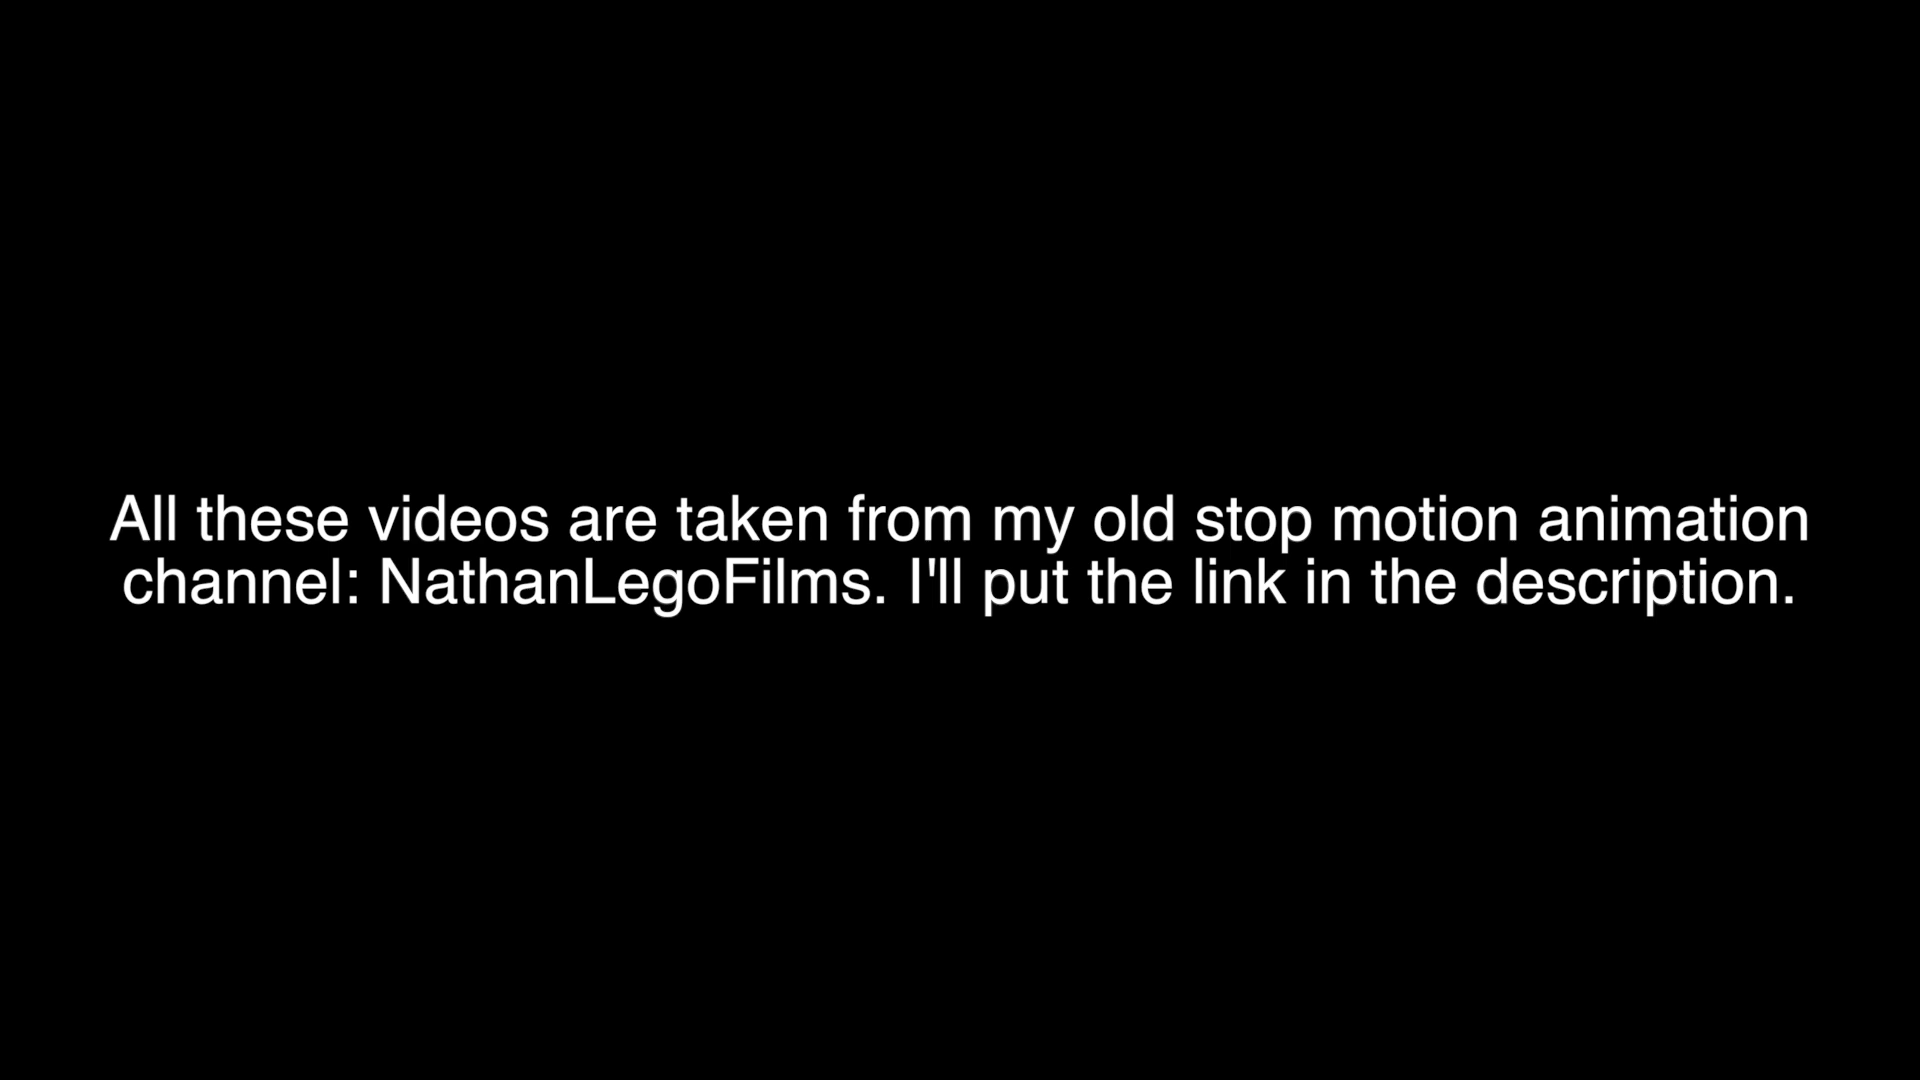 All these videos are taken from my old stop motion animation
channel: NathanLegoFilms. I'll put the link in the description.